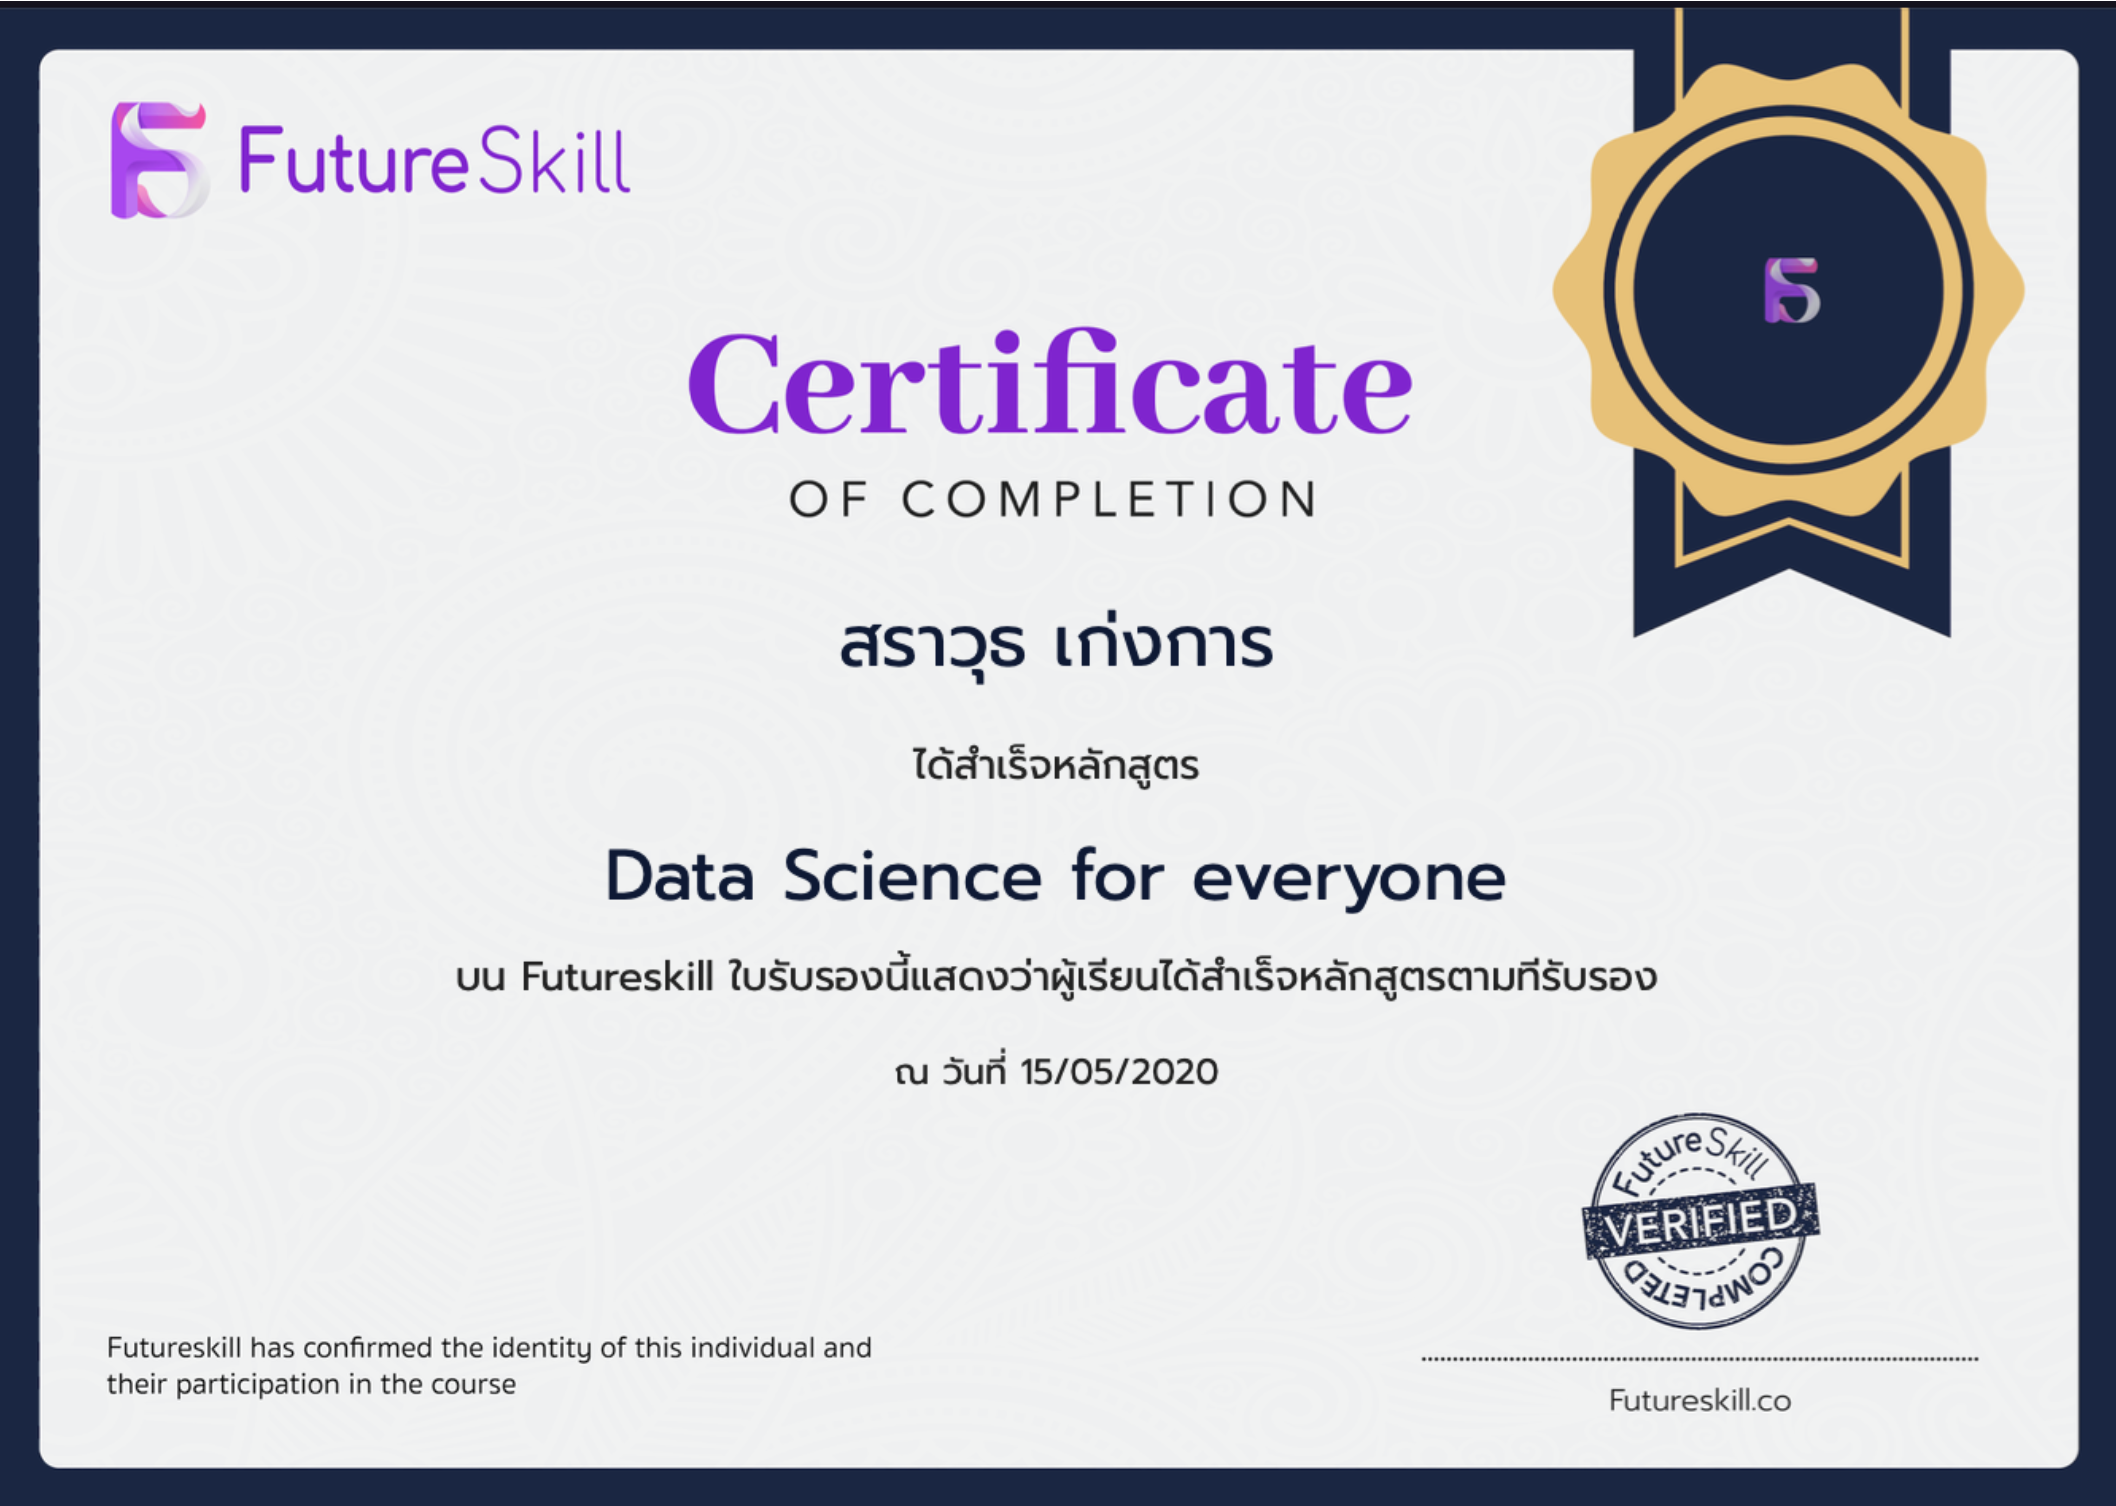 FutureSkill
Certificate
OF COMPLETION
สราวุธ เก่งการ
ได้สำเร็จหลักสูตร
Data Science for everyone
บน Futureskill ใบรับรองนี้แสดงว่าผู้เรียนได้สำเร็จหลักสูตรตามที่รับรอง
ณ วันที่ 15/05/2020
FutureSkill
VERIFIED
COMPLETED
Futureskill has confirmed the identity of this individual and
their participation in the course
Futureskill.co